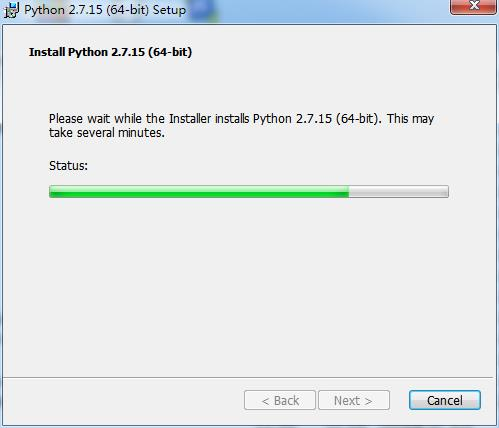 Python 2.7.15 (64-bit) Setup
Install Python 2.7.15 (64-bit)
Please wait while the Installer installs Python 2.7.15 (64-bit). This may
take several minutes.
Status:
< Back
Next >
Cancel